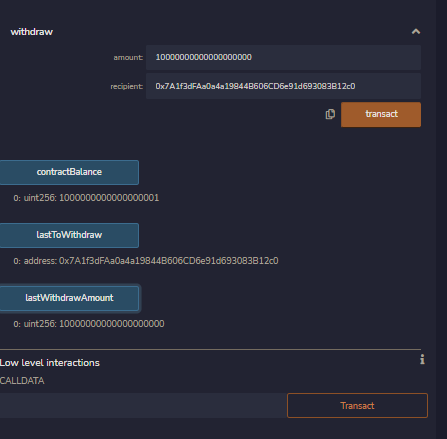 withdraw
amount: 10000000000000000000
recipient: 0x7A1f3dFAa0a4a19844B606CD6e91d693083B12c0
transact
contractBalance
0: uint256: 1000000000000000001
lastToWithdraw
0: address: 0x7A1f3dFAa0a4a19844B606CD6e91d693083B12c0
lastWithdrawAmount
0: uint256: 10000000000000000000
Low level interactions
CALLDATA
Transact